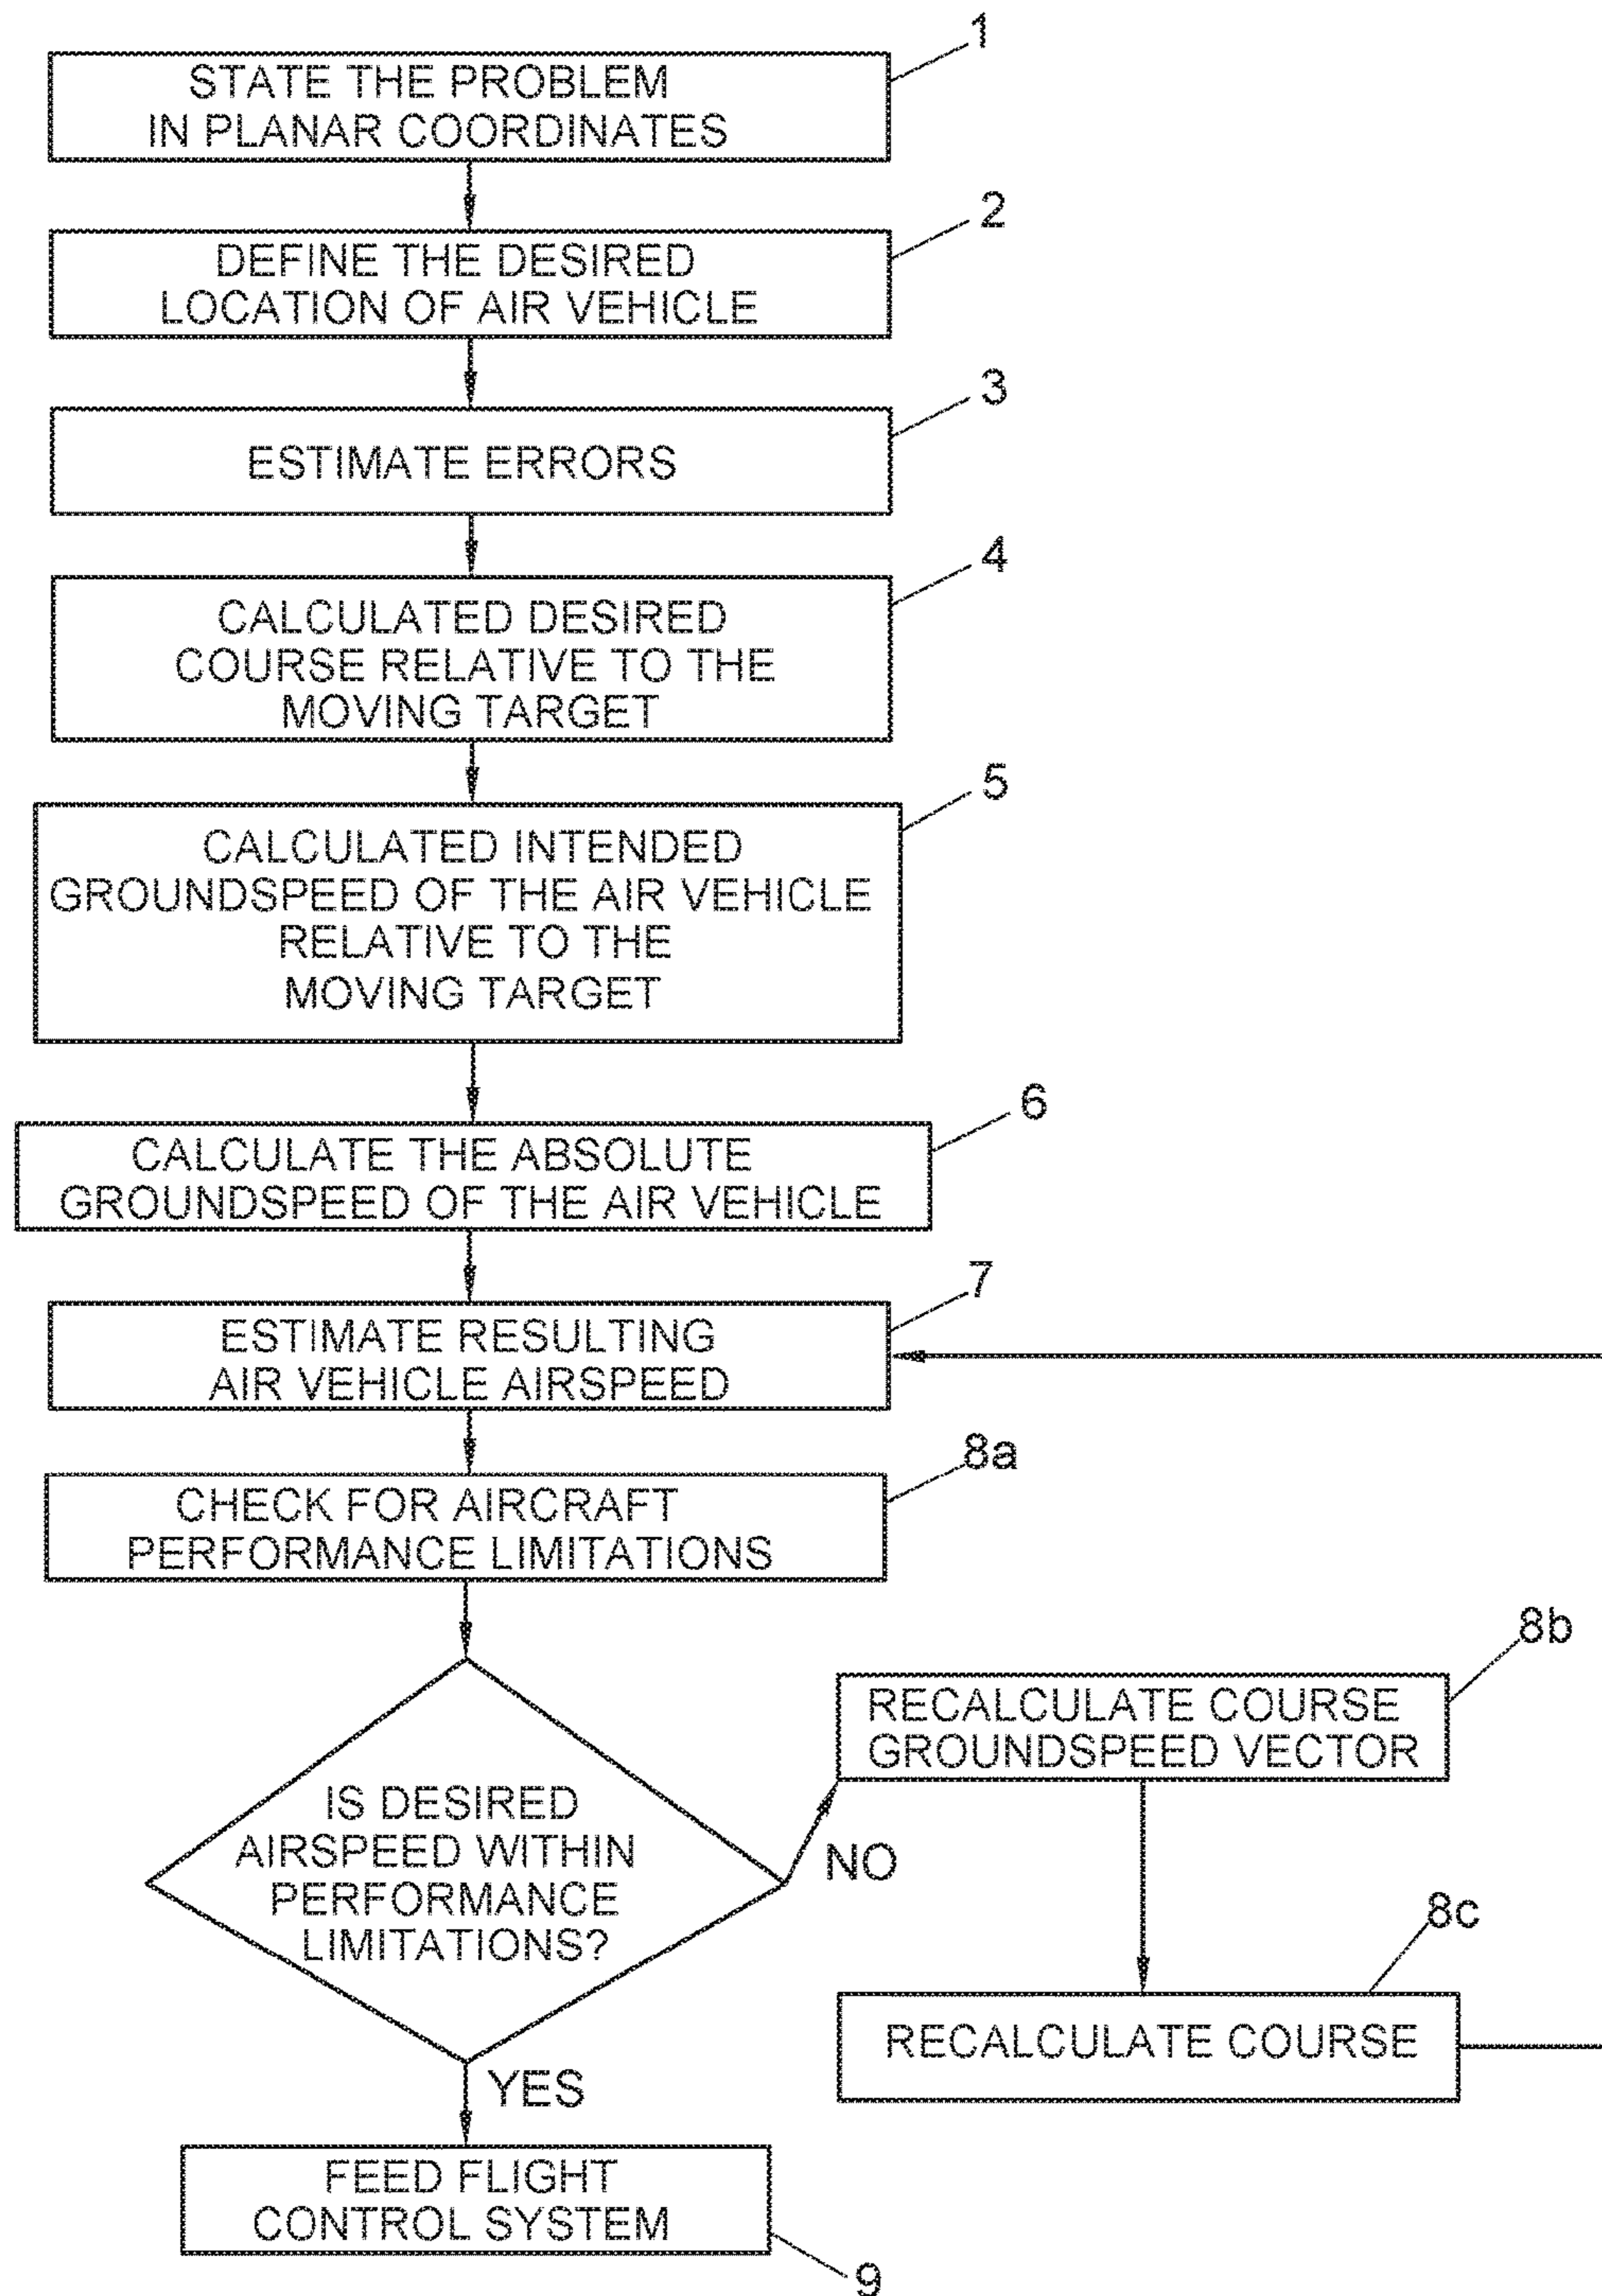 1
STATE THE PROBLEM
IN PLANAR COORDINATES
2
DEFINE THE DESIRED
LOCATION OF AIR VEHICLE
3
ESTIMATE ERRORS
4
CALCULATED DESIRED
COURSE RELATIVE TO THE
MOVING TARGET
5
CALCULATED INTENDED
GROUNDSPEED OF THE AIR VEHICLE
RELATIVE TO THE
MOVING TARGET
6
CALCULATE THE ABSOLUTE
GROUNDSPEED OF THE AIR VEHICLE
7
ESTIMATE RESULTING
AIR VEHICLE AIRSPEED
8a
CHECK FOR AIRCRAFT
PERFORMANCE LIMITATIONS
8b
RECALCULATE COURSE
GROUNDSPEED VECTOR
IS DESIRED
AIRSPEED WITHIN
PERFORMANCE
LIMITATIONS?
NO
8c
RECALCULATE COURSE
YES
FEED FLIGHT
CONTROL SYSTEM
9